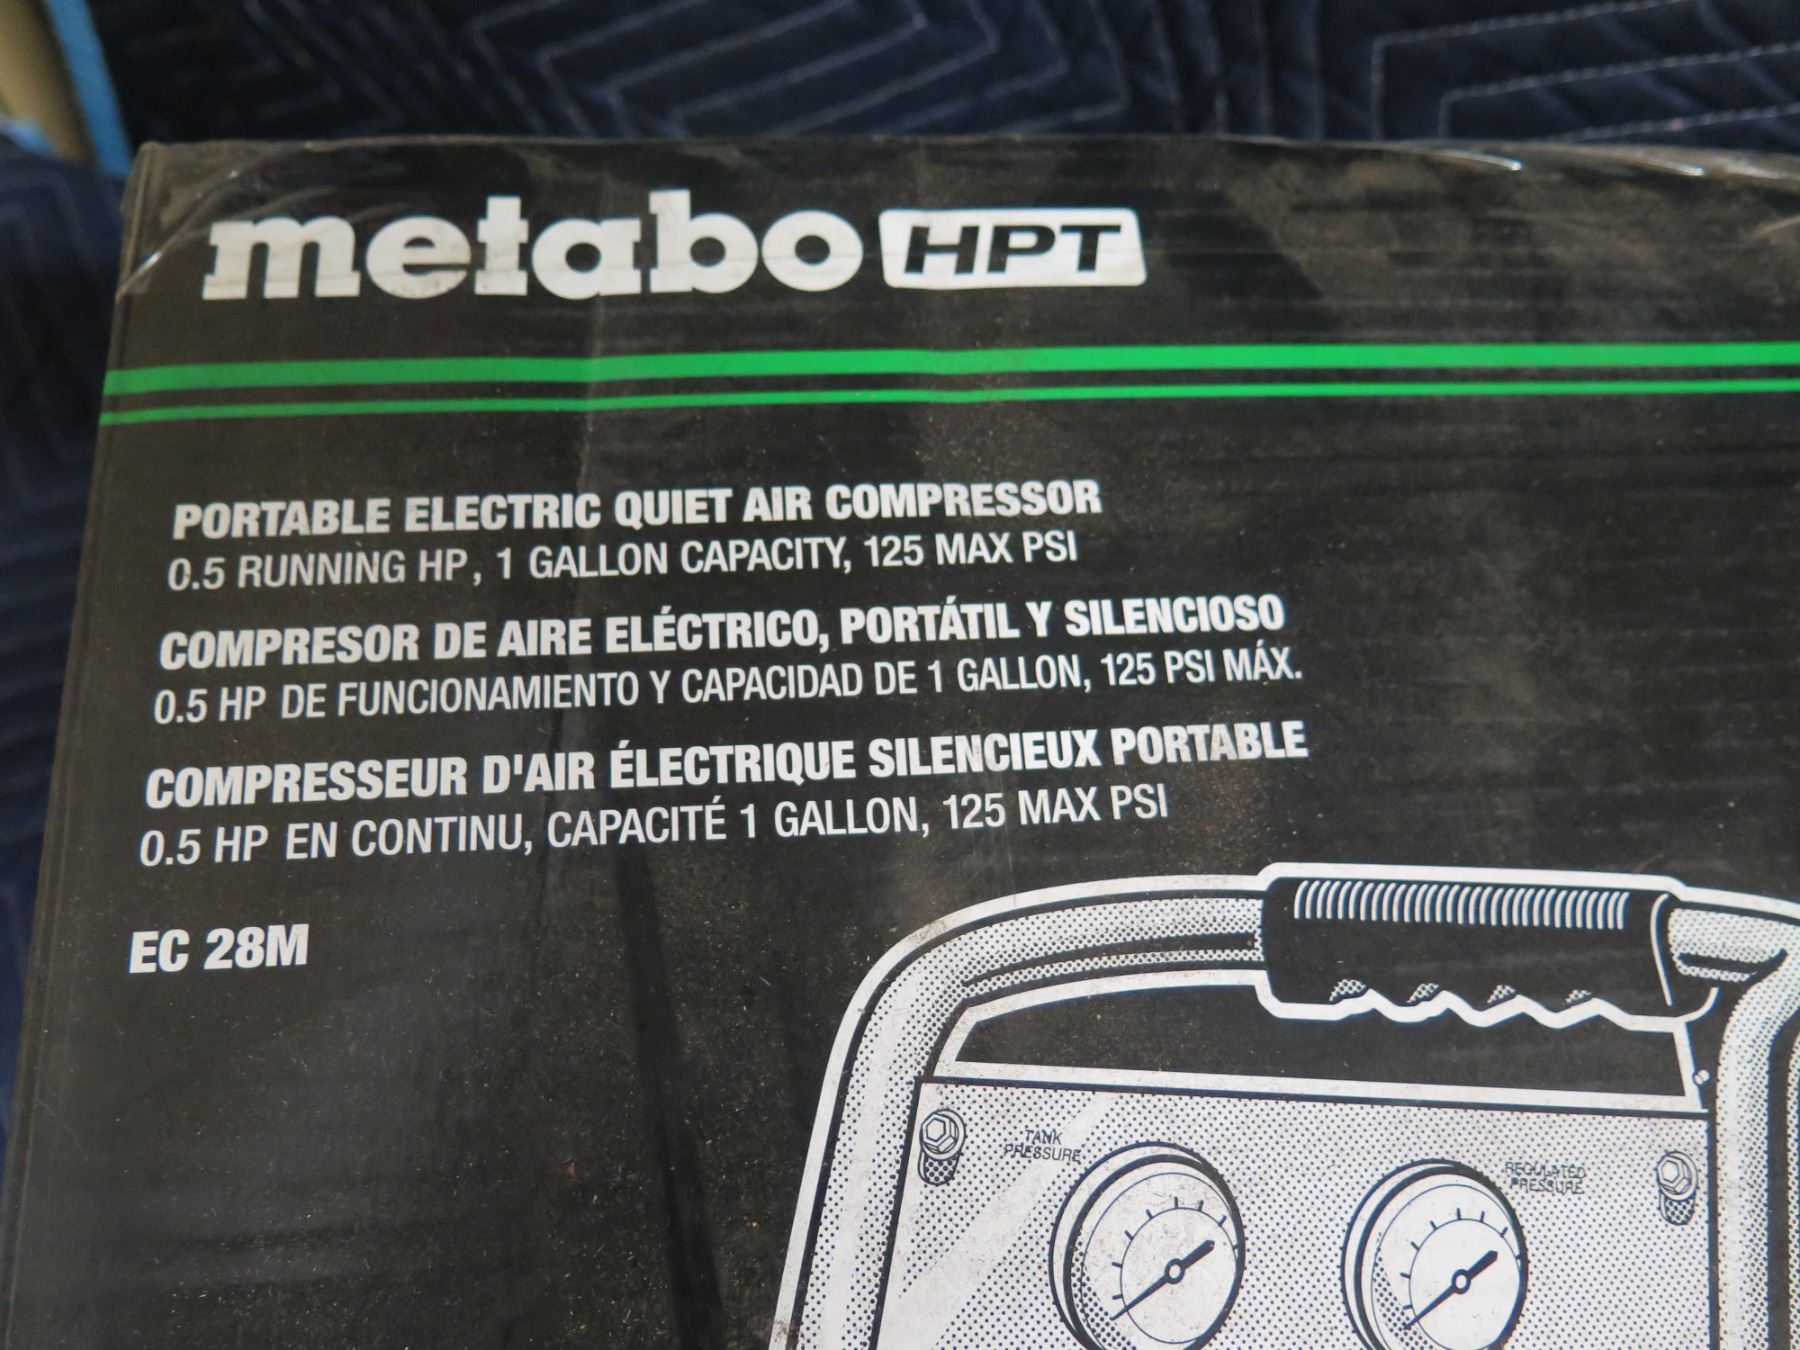 metabo HPT
PORTABLE ELECTRIC QUIET AIR COMPRESSOR
0.5 RUNNING HP, 1 GALLON CAPACITY, 125 MAX PSI
COMPRESOR DE AIRE ELÉCTRICO, PORTÁTIL Y SILENCIOSO
0.5 HP DE FUNCIONAMIENTO Y CAPACIDAD DE 1 GALLON, 125 PSI MÁX.
COMPRESSEUR D'AIR ÉLECTRIQUE SILENCIEUX PORTABLE
0.5 HP EN CONTINU, CAPACITÉ 1 GALLON, 125 MAX PSI
EC 28M
TANK
PRESSURE
REGULATED
PRESSURE